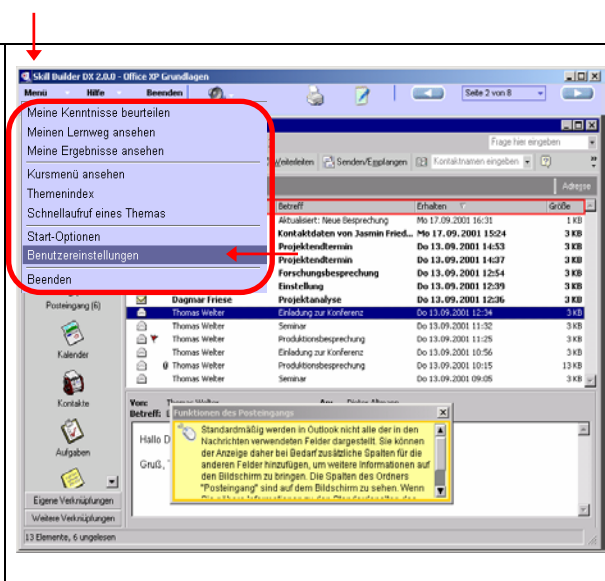 Skill Builder DX 2.0.0 - Office XP Grundlagen
Menü Hilfe Beenden Seite 2 von 8
Meine Kenntnisse beurteilen
Meinen Lernweg ansehen
Meine Ergebnisse ansehen
Kursmenü ansehen
Themenindex
Schnellaufruf eines Themas
Start-Optionen
Benutzereinstellungen
Beenden
Frage hier eingeben
Weiterleiten Senden/Empfangen Kontaktnamen eingeben
Adresse
Betreff Erhalten Größe
Aktualisiert: Neue Besprechung Mo 17.09.2001 16:31 1 KB
Kontaktdaten von Jasmin Fried... Mo 17.09.2001 15:24 3 KB
Projektendtermin Do 13.09.2001 14:53 3 KB
Projektendtermin Do 13.09.2001 14:37 3 KB
Forschungsbesprechung Do 13.09.2001 12:54 3 KB
Einstellung Do 13.09.2001 12:39 3 KB
Dagmar Friese Projektanalyse Do 13.09.2001 12:36 3 KB
Thomas Welter Einladung zur Konferenz Do 13.09.2001 12:34 3 KB
Thomas Welter Seminar Do 13.09.2001 11:32 3 KB
Thomas Welter Produktionsbesprechung Do 13.09.2001 11:25 3 KB
Thomas Welter Einladung zur Konferenz Do 13.09.2001 10:56 3 KB
Thomas Welter Produktionsbesprechung Do 13.09.2001 10:15 13 KB
Thomas Welter Seminar Do 13.09.2001 09:05 3 KB
Posteingang (6)
Kalender
Kontakte
Aufgaben
Eigene Verknüpfungen
Weitere Verknüpfungen
Von: Thomas Welter An: Dieter
Betreff:
Hallo D
Gruß,
Funktionen des Posteingangs
Standardmäßig werden in Outlook nicht alle der in den
Nachrichten verwendeten Felder dargestellt. Sie können
der Anzeige daher bei Bedarf zusätzliche Spalten für die
anderen Felder hinzufügen, um weitere Informationen auf
den Bildschirm zu bringen. Die Spalten des Ordners
"Posteingang" sind auf dem Bildschirm zu sehen. Wenn
13 Elemente, 6 ungelesen